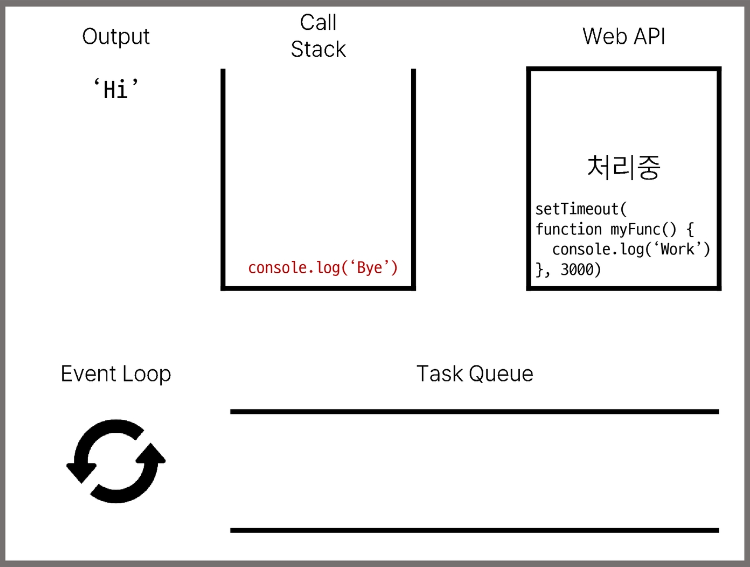 Output
Call
Stack
Web API
‘Hi’
처리중
setTimeout(
function myFunc() {
console.log(‘Work’)
}, 3000)
console.log(‘Bye’)
Event Loop
Task Queue